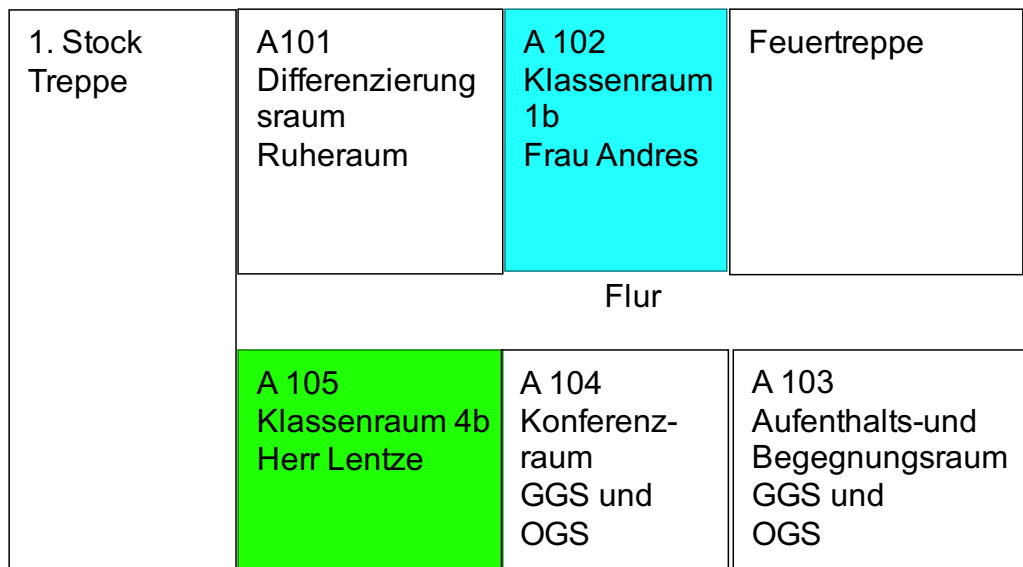 1. Stock
Treppe
A101
Differenzierung
sraum
Ruheraum
A 102
Klassenraum
1b
Frau Andres
Feuertreppe
Flur
A 105
Klassenraum 4b
Herr Lentze
A 104
Konferenz-
raum
GGS und
OGS
A 103
Aufenthalts-und
Begegnungsraum
GGS und
OGS